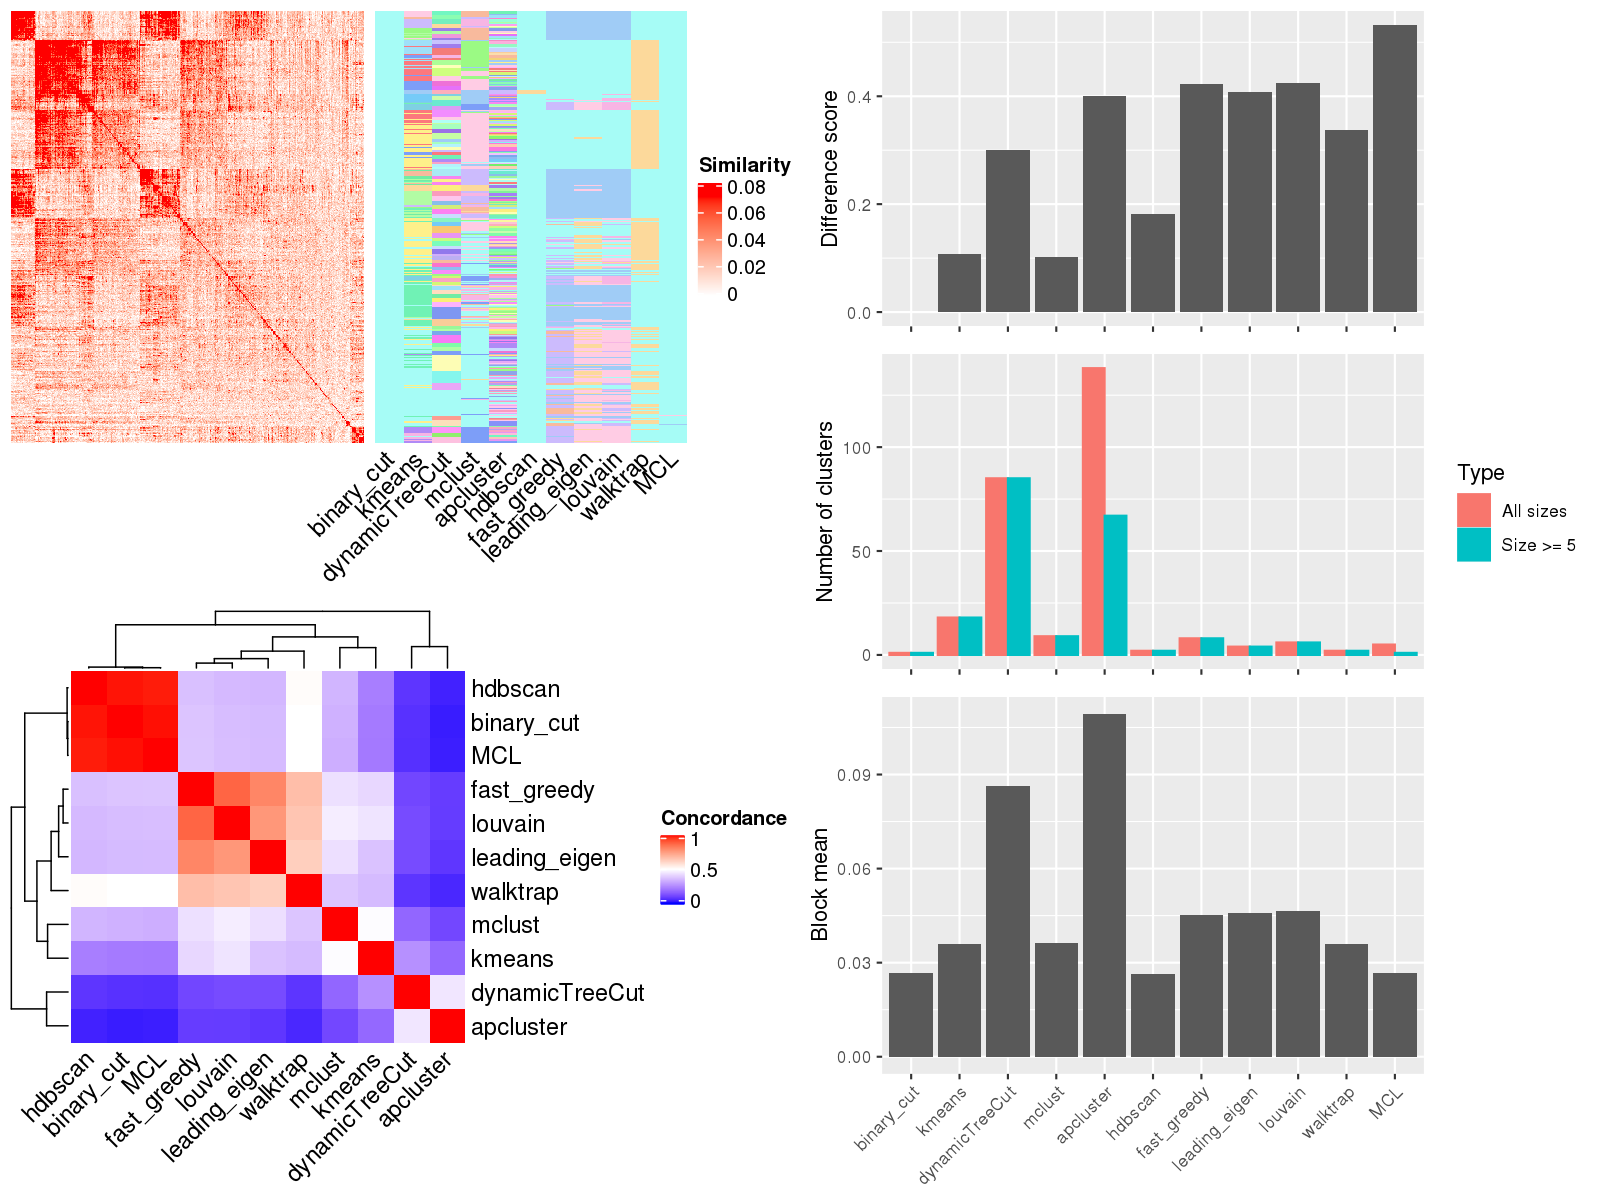 Similarity
0.08
0.06
0.04
0.02
0
binary_cut
kmeans
dynamicTreeCut
mclust
apcluster
hdbscan
fast_greedy
leading_eigen
louvain
walktrap
MCL
hdbscan
binary_cut
MCL
fast_greedy
louvain
leading_eigen
walktrap
mclust
kmeans
dynamicTreeCut
apcluster
hdbscan
binary_cut
MCL
fast_greedy
louvain
leading_eigen
walktrap
mclust
kmeans
dynamicTreeCut
apcluster
Concordance
1
0.5
0
Difference score
0.4
0.2
0.0
Number of clusters
100
50
0
Type
All sizes
Size >= 5
Block mean
0.09
0.06
0.03
0.00
binary_cut
kmeans
dynamicTreeCut
mclust
apcluster
hdbscan
fast_greedy
leading_eigen
louvain
walktrap
MCL